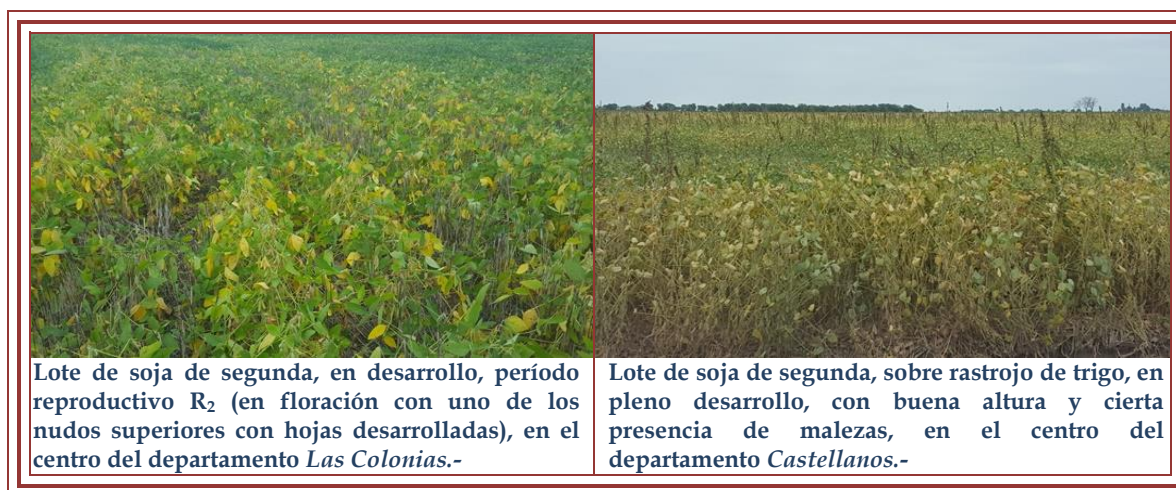 Lote de soja de segunda, en desarrollo, período
reproductivo R₂ (en floración con uno de los
nudos superiores con hojas desarrolladas), en el
centro del departamento Las Colonias.-
Lote de soja de segunda, sobre rastrojo de trigo, en
pleno desarrollo, con buena altura y cierta
presencia de malezas, en el centro del
departamento Castellanos.-